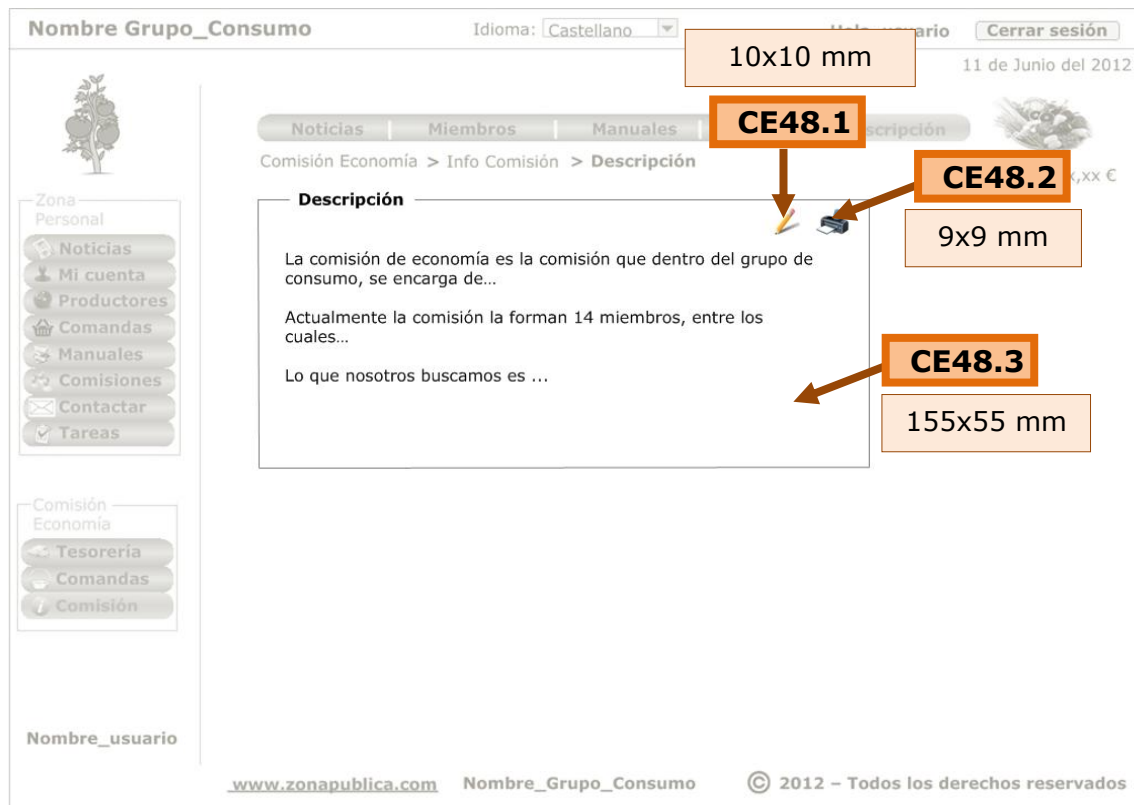 Nombre Grupo_Consumo
Idioma: Castellano
Cerrar sesión
10x10 mm
11 de Junio del 2012
CE48.1
Noticias Miembros Manuales
Comisión Economía > Info Comisión > Descripción
CE48.2
x,xx €
9x9 mm
Zona
Personal
Noticias
Mi cuenta
Productores
Comandas
Manuales
Comisiones
Contactar
Tareas
Descripción
La comisión de economía es la comisión que dentro del grupo de
consumo, se encarga de…
Actualmente la comisión la forman 14 miembros, entre los
cuales…
Lo que nosotros buscamos es ...
CE48.3
155x55 mm
Comisión
Economía
Tesorería
Comandas
Comisión
Nombre_usuario
www.zonapublica.com Nombre_Grupo_Consumo © 2012 – Todos los derechos reservados